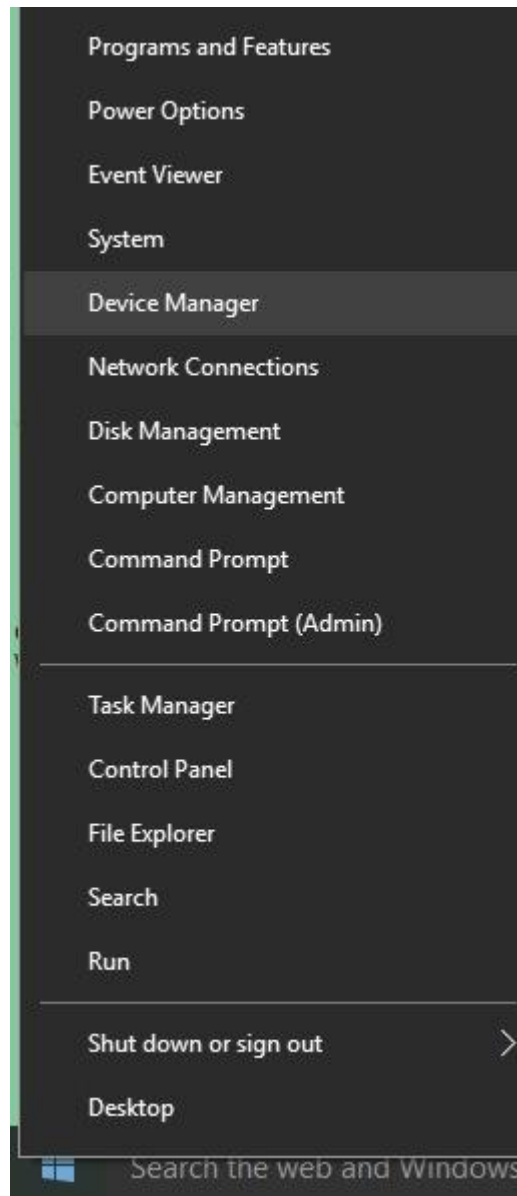 Programs and Features
Power Options
Event Viewer
System
Device Manager
Network Connections
Disk Management
Computer Management
Command Prompt
Command Prompt (Admin)
Task Manager
Control Panel
File Explorer
Search
Run
Shut down or sign out
Desktop
Search the web and Windows